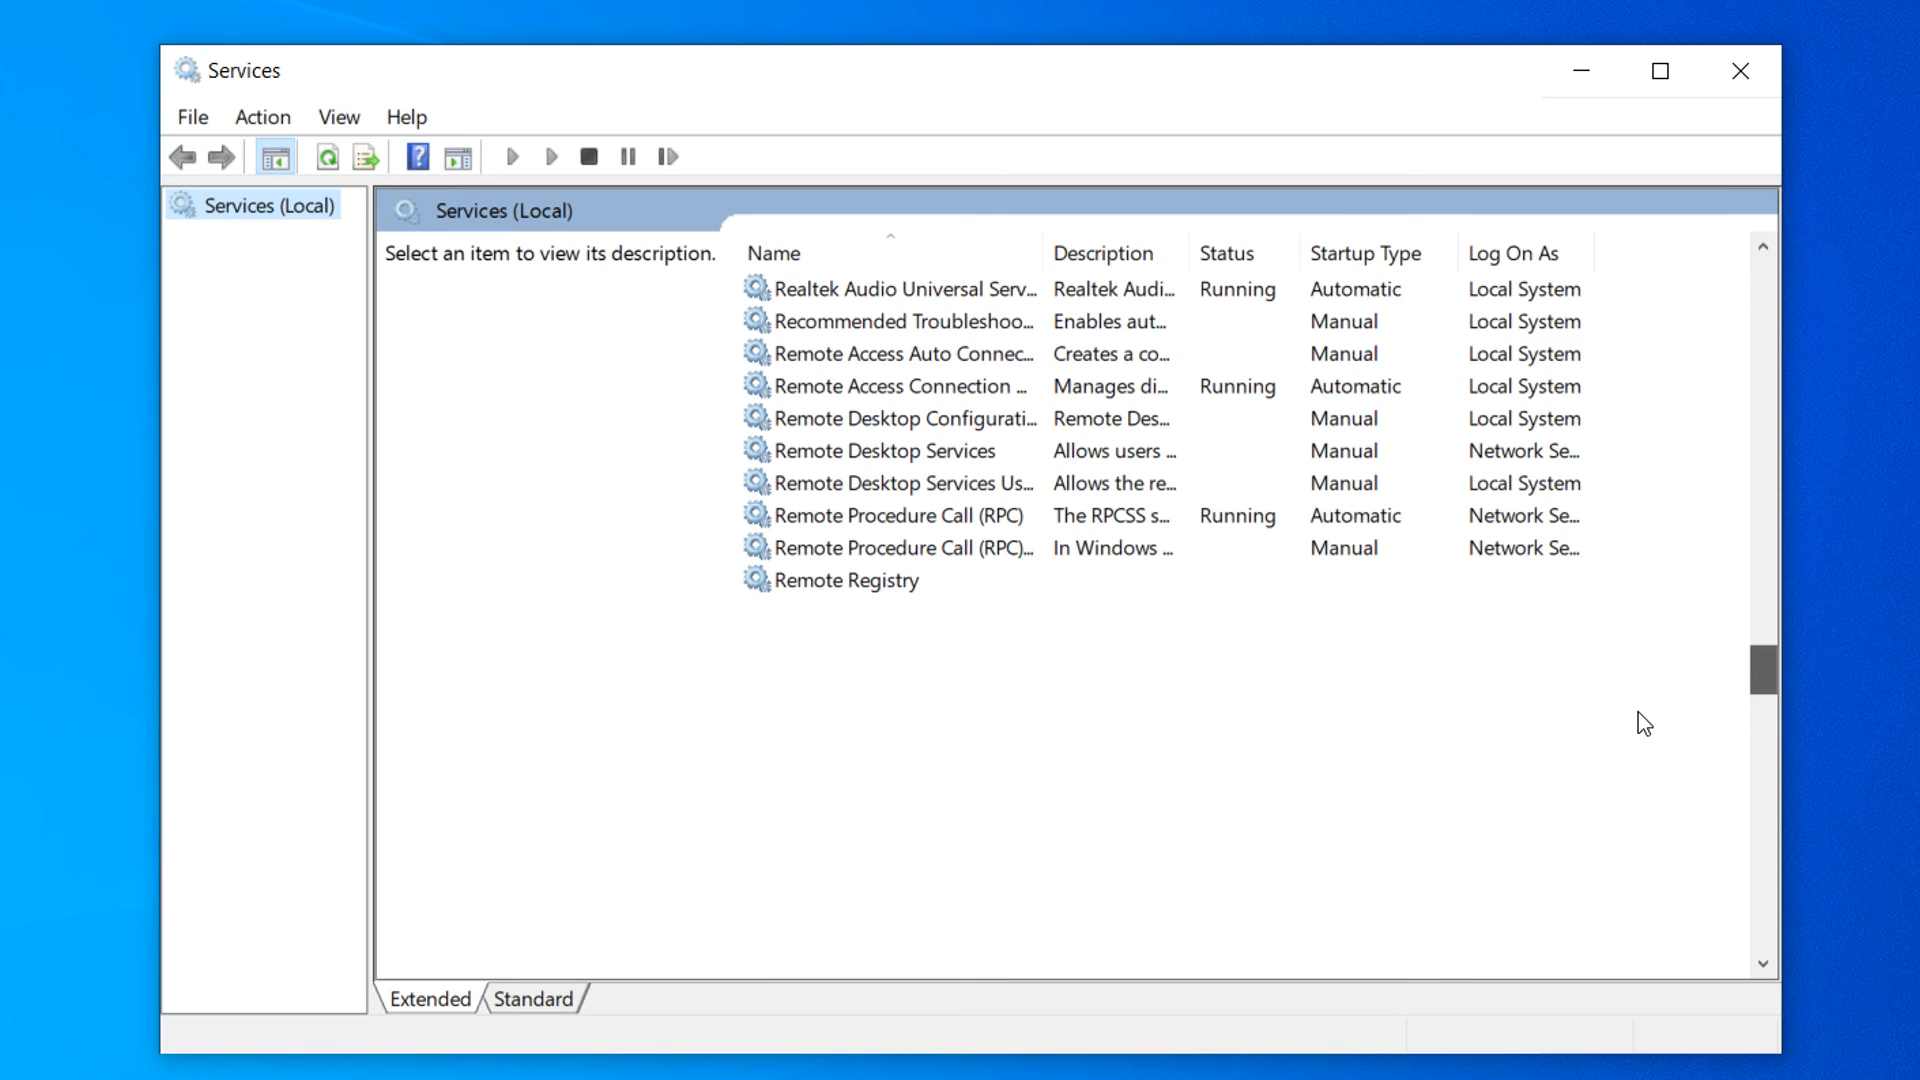 Services
File Action View Help
Services (Local)
Services (Local)
Select an item to view its description.
Name Description Status Startup Type Log On As
Realtek Audio Universal Serv... Realtek Audi... Running Automatic Local System
Recommended Troubleshoo... Enables aut... Manual Local System
Remote Access Auto Connec... Creates a co... Manual Local System
Remote Access Connection ... Manages di... Running Automatic Local System
Remote Desktop Configurati... Remote Des... Manual Local System
Remote Desktop Services Allows users ... Manual Network Se...
Remote Desktop Services Us... Allows the re... Manual Local System
Remote Procedure Call (RPC) The RPCSS s... Running Automatic Network Se...
Remote Procedure Call (RPC)... In Windows ... Manual Network Se...
Remote Registry
Extended Standard